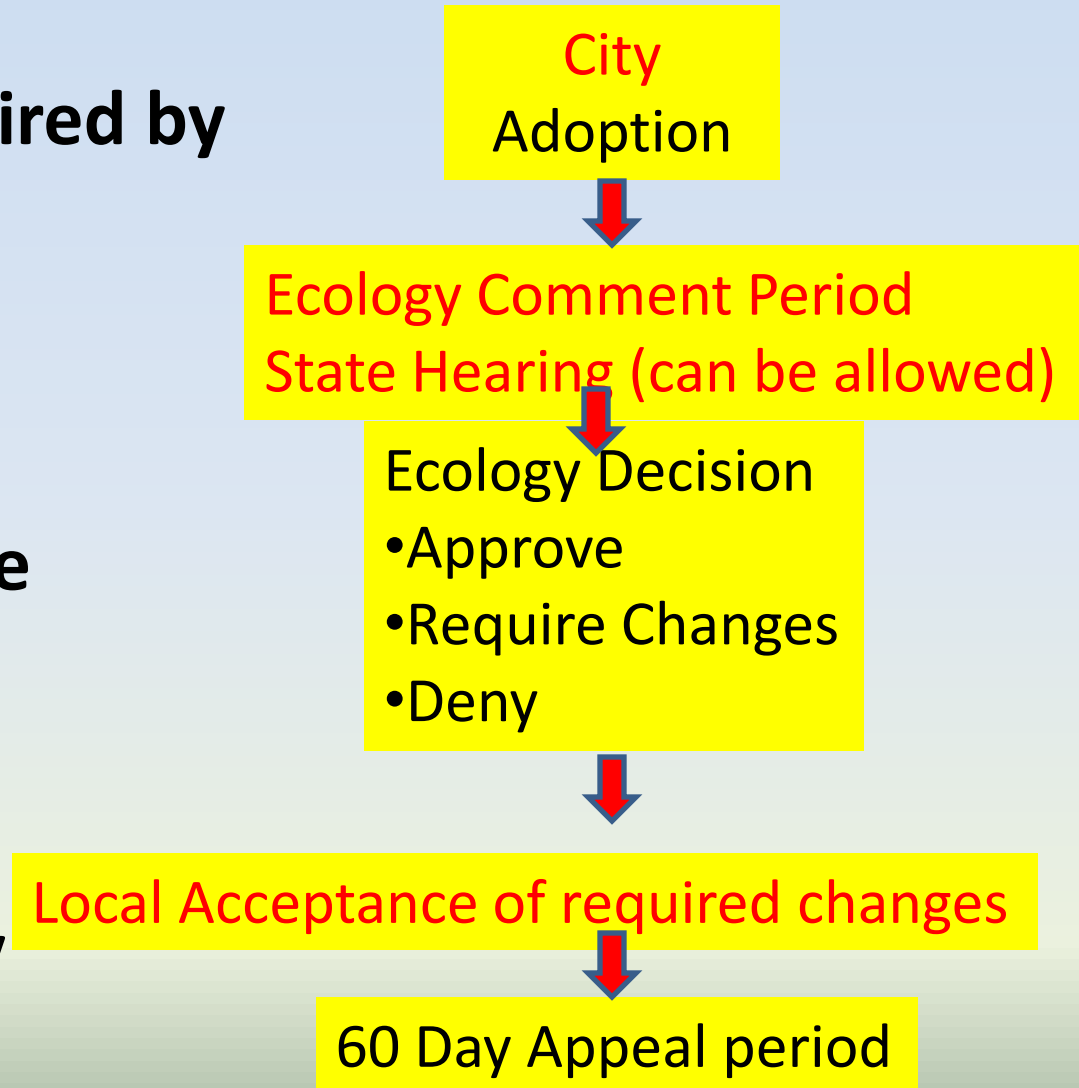 ired by
e
y
City
Adoption
Ecology Comment Period
State Hearing (can be allowed)
Ecology Decision
•Approve
•Require Changes
•Deny
Local Acceptance of required changes
60 Day Appeal period